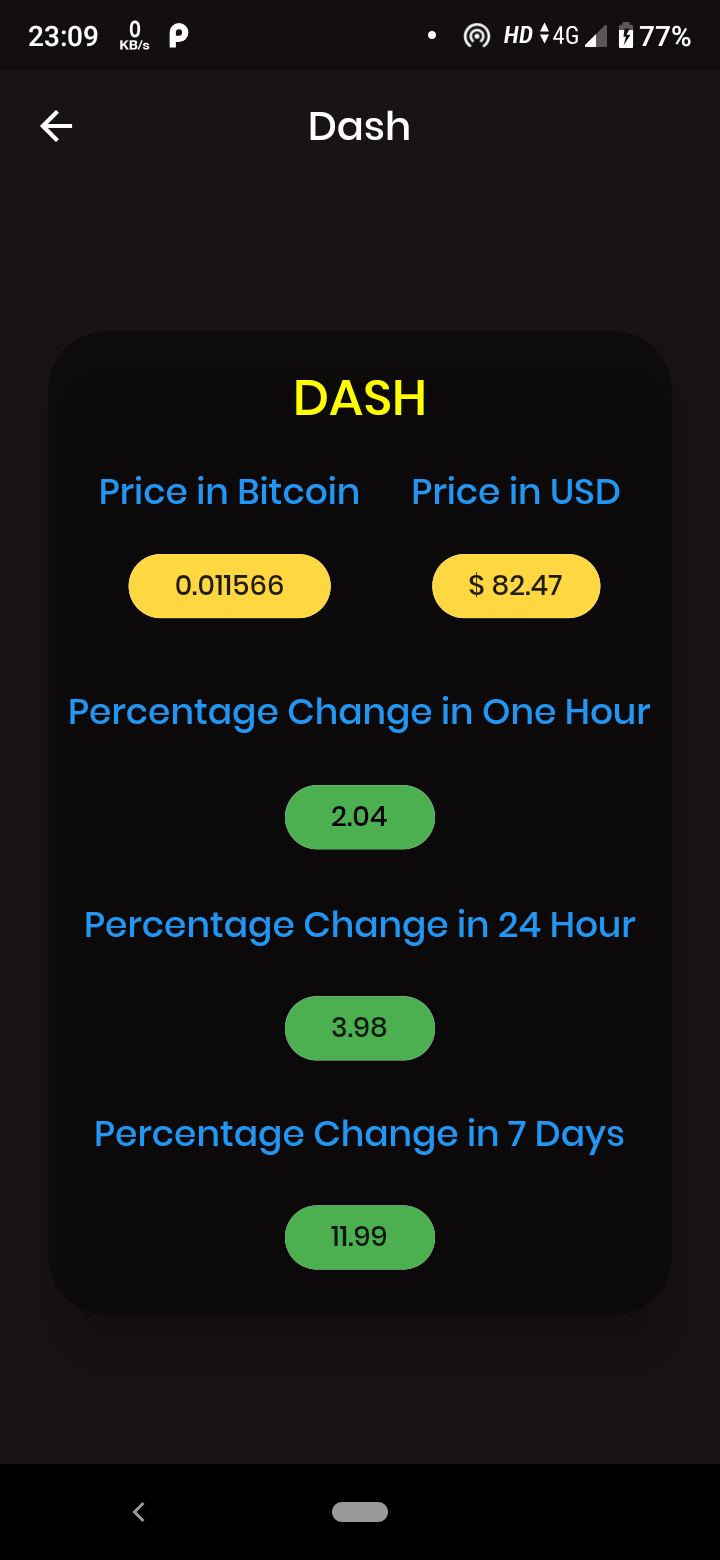 23:09 0 KB/s HD 4G 77%
Dash
DASH
Price in Bitcoin Price in USD
0.011566 $ 82.47
Percentage Change in One Hour
2.04
Percentage Change in 24 Hour
3.98
Percentage Change in 7 Days
11.99